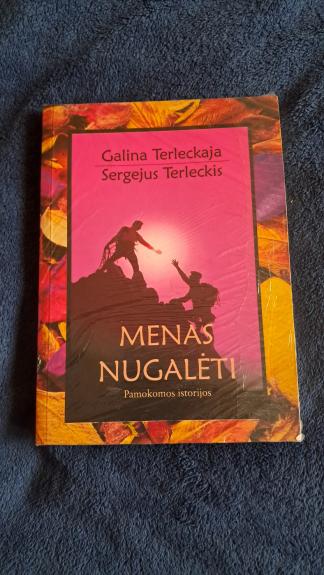 Galina Terleckaja
Sergejus Terleckis
MENAS
NUGALĖTI
Pamokomos istorijos